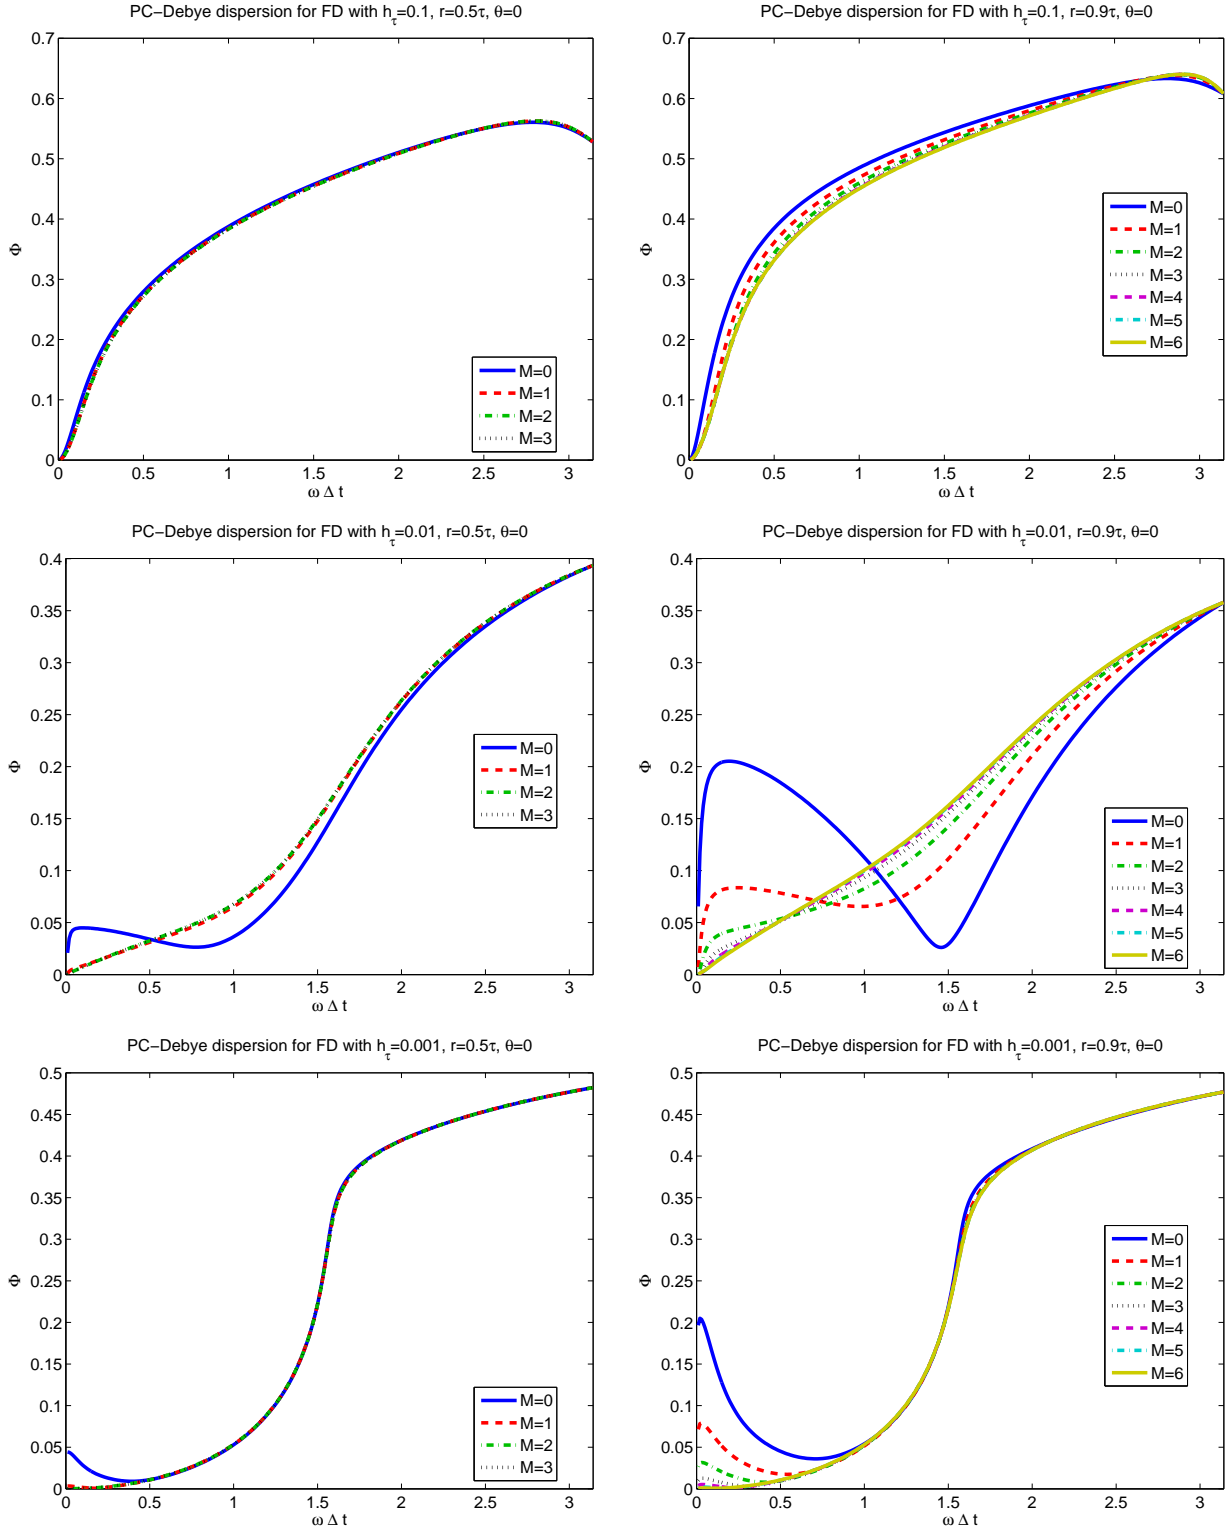 PC−Debye dispersion for FD with hτ=0.1, r=0.5τ, θ=0
0.7
0.6
0.5
0.4
0.3
0.2
0.1
0
Φ
0 0.5 1 1.5 2 2.5 3
ω Δ t
M=0
M=1
M=2
M=3
PC−Debye dispersion for FD with hτ=0.1, r=0.9τ, θ=0
0.7
0.6
0.5
0.4
0.3
0.2
0.1
0
Φ
0 0.5 1 1.5 2 2.5 3
ω Δ t
M=0
M=1
M=2
M=3
M=4
M=5
M=6
PC−Debye dispersion for FD with hτ=0.01, r=0.5τ, θ=0
0.4
0.35
0.3
0.25
0.2
0.15
0.1
0.05
0
Φ
0 0.5 1 1.5 2 2.5 3
ω Δ t
M=0
M=1
M=2
M=3
PC−Debye dispersion for FD with hτ=0.01, r=0.9τ, θ=0
0.4
0.35
0.3
0.25
0.2
0.15
0.1
0.05
0
Φ
0 0.5 1 1.5 2 2.5 3
ω Δ t
M=0
M=1
M=2
M=3
M=4
M=5
M=6
PC−Debye dispersion for FD with hτ=0.001, r=0.5τ, θ=0
0.5
0.45
0.4
0.35
0.3
0.25
0.2
0.15
0.1
0.05
0
Φ
0 0.5 1 1.5 2 2.5 3
ω Δ t
M=0
M=1
M=2
M=3
PC−Debye dispersion for FD with hτ=0.001, r=0.9τ, θ=0
0.5
0.45
0.4
0.35
0.3
0.25
0.2
0.15
0.1
0.05
0
Φ
0 0.5 1 1.5 2 2.5 3
ω Δ t
M=0
M=1
M=2
M=3
M=4
M=5
M=6